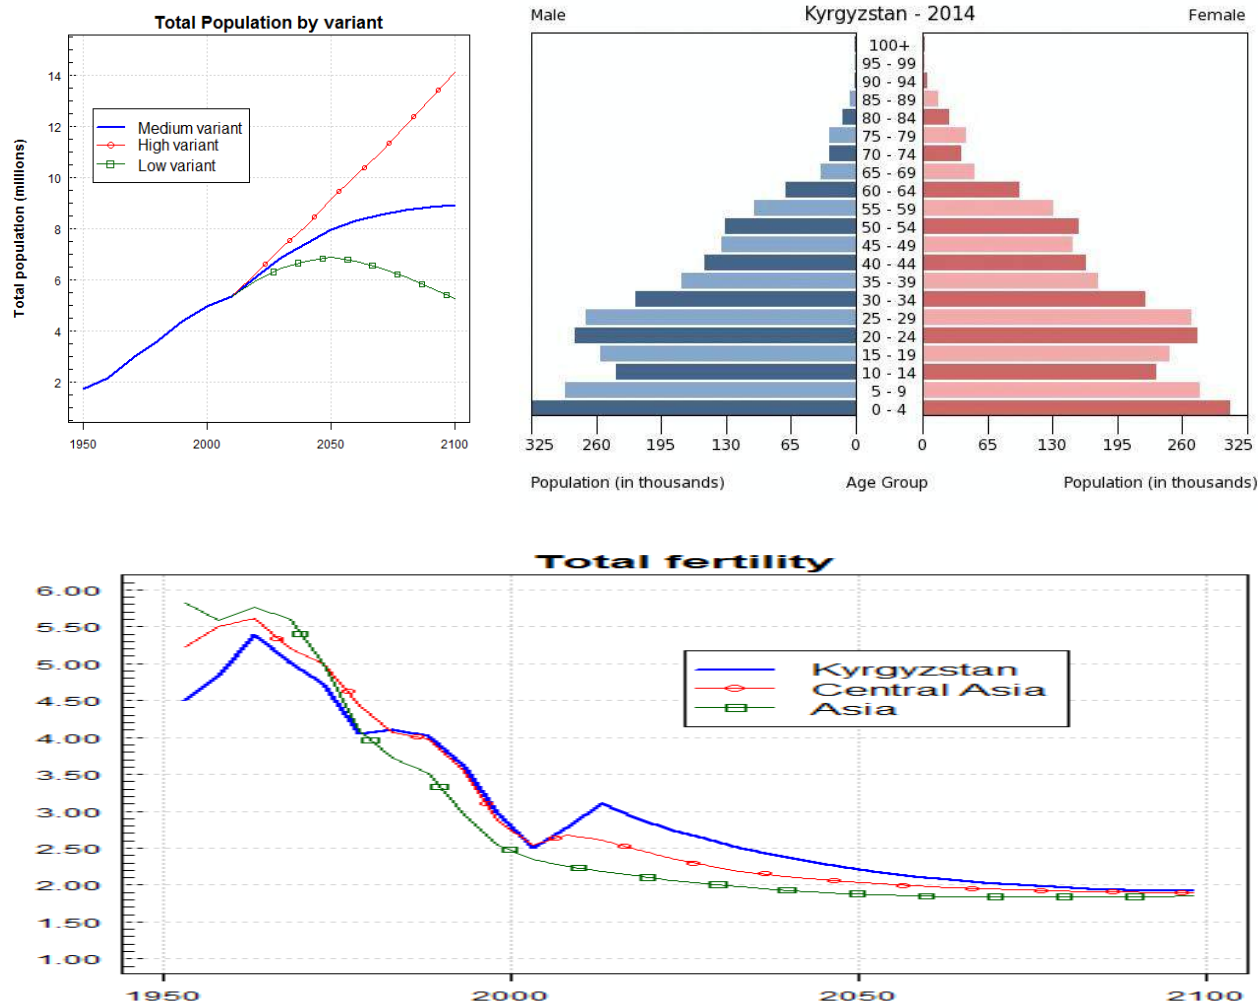 Total Population by variant
Total population (millions)
14
12
10
8
6
4
2
Medium variant
High variant
Low variant
1950 2000 2050 2100
Male Kyrgyzstan - 2014 Female
100+
95 - 99
90 - 94
85 - 89
80 - 84
75 - 79
70 - 74
65 - 69
60 - 64
55 - 59
50 - 54
45 - 49
40 - 44
35 - 39
30 - 34
25 - 29
20 - 24
15 - 19
10 - 14
5 - 9
0 - 4
325 260 195 130 65 0 0 65 130 195 260 325
Population (in thousands) Age Group Population (in thousands)
Total fertility
6.00
5.50
5.00
4.50
4.00
3.50
3.00
2.50
2.00
1.50
1.00
Kyrgyzstan
Central Asia
Asia
1950 2000 2050 2100